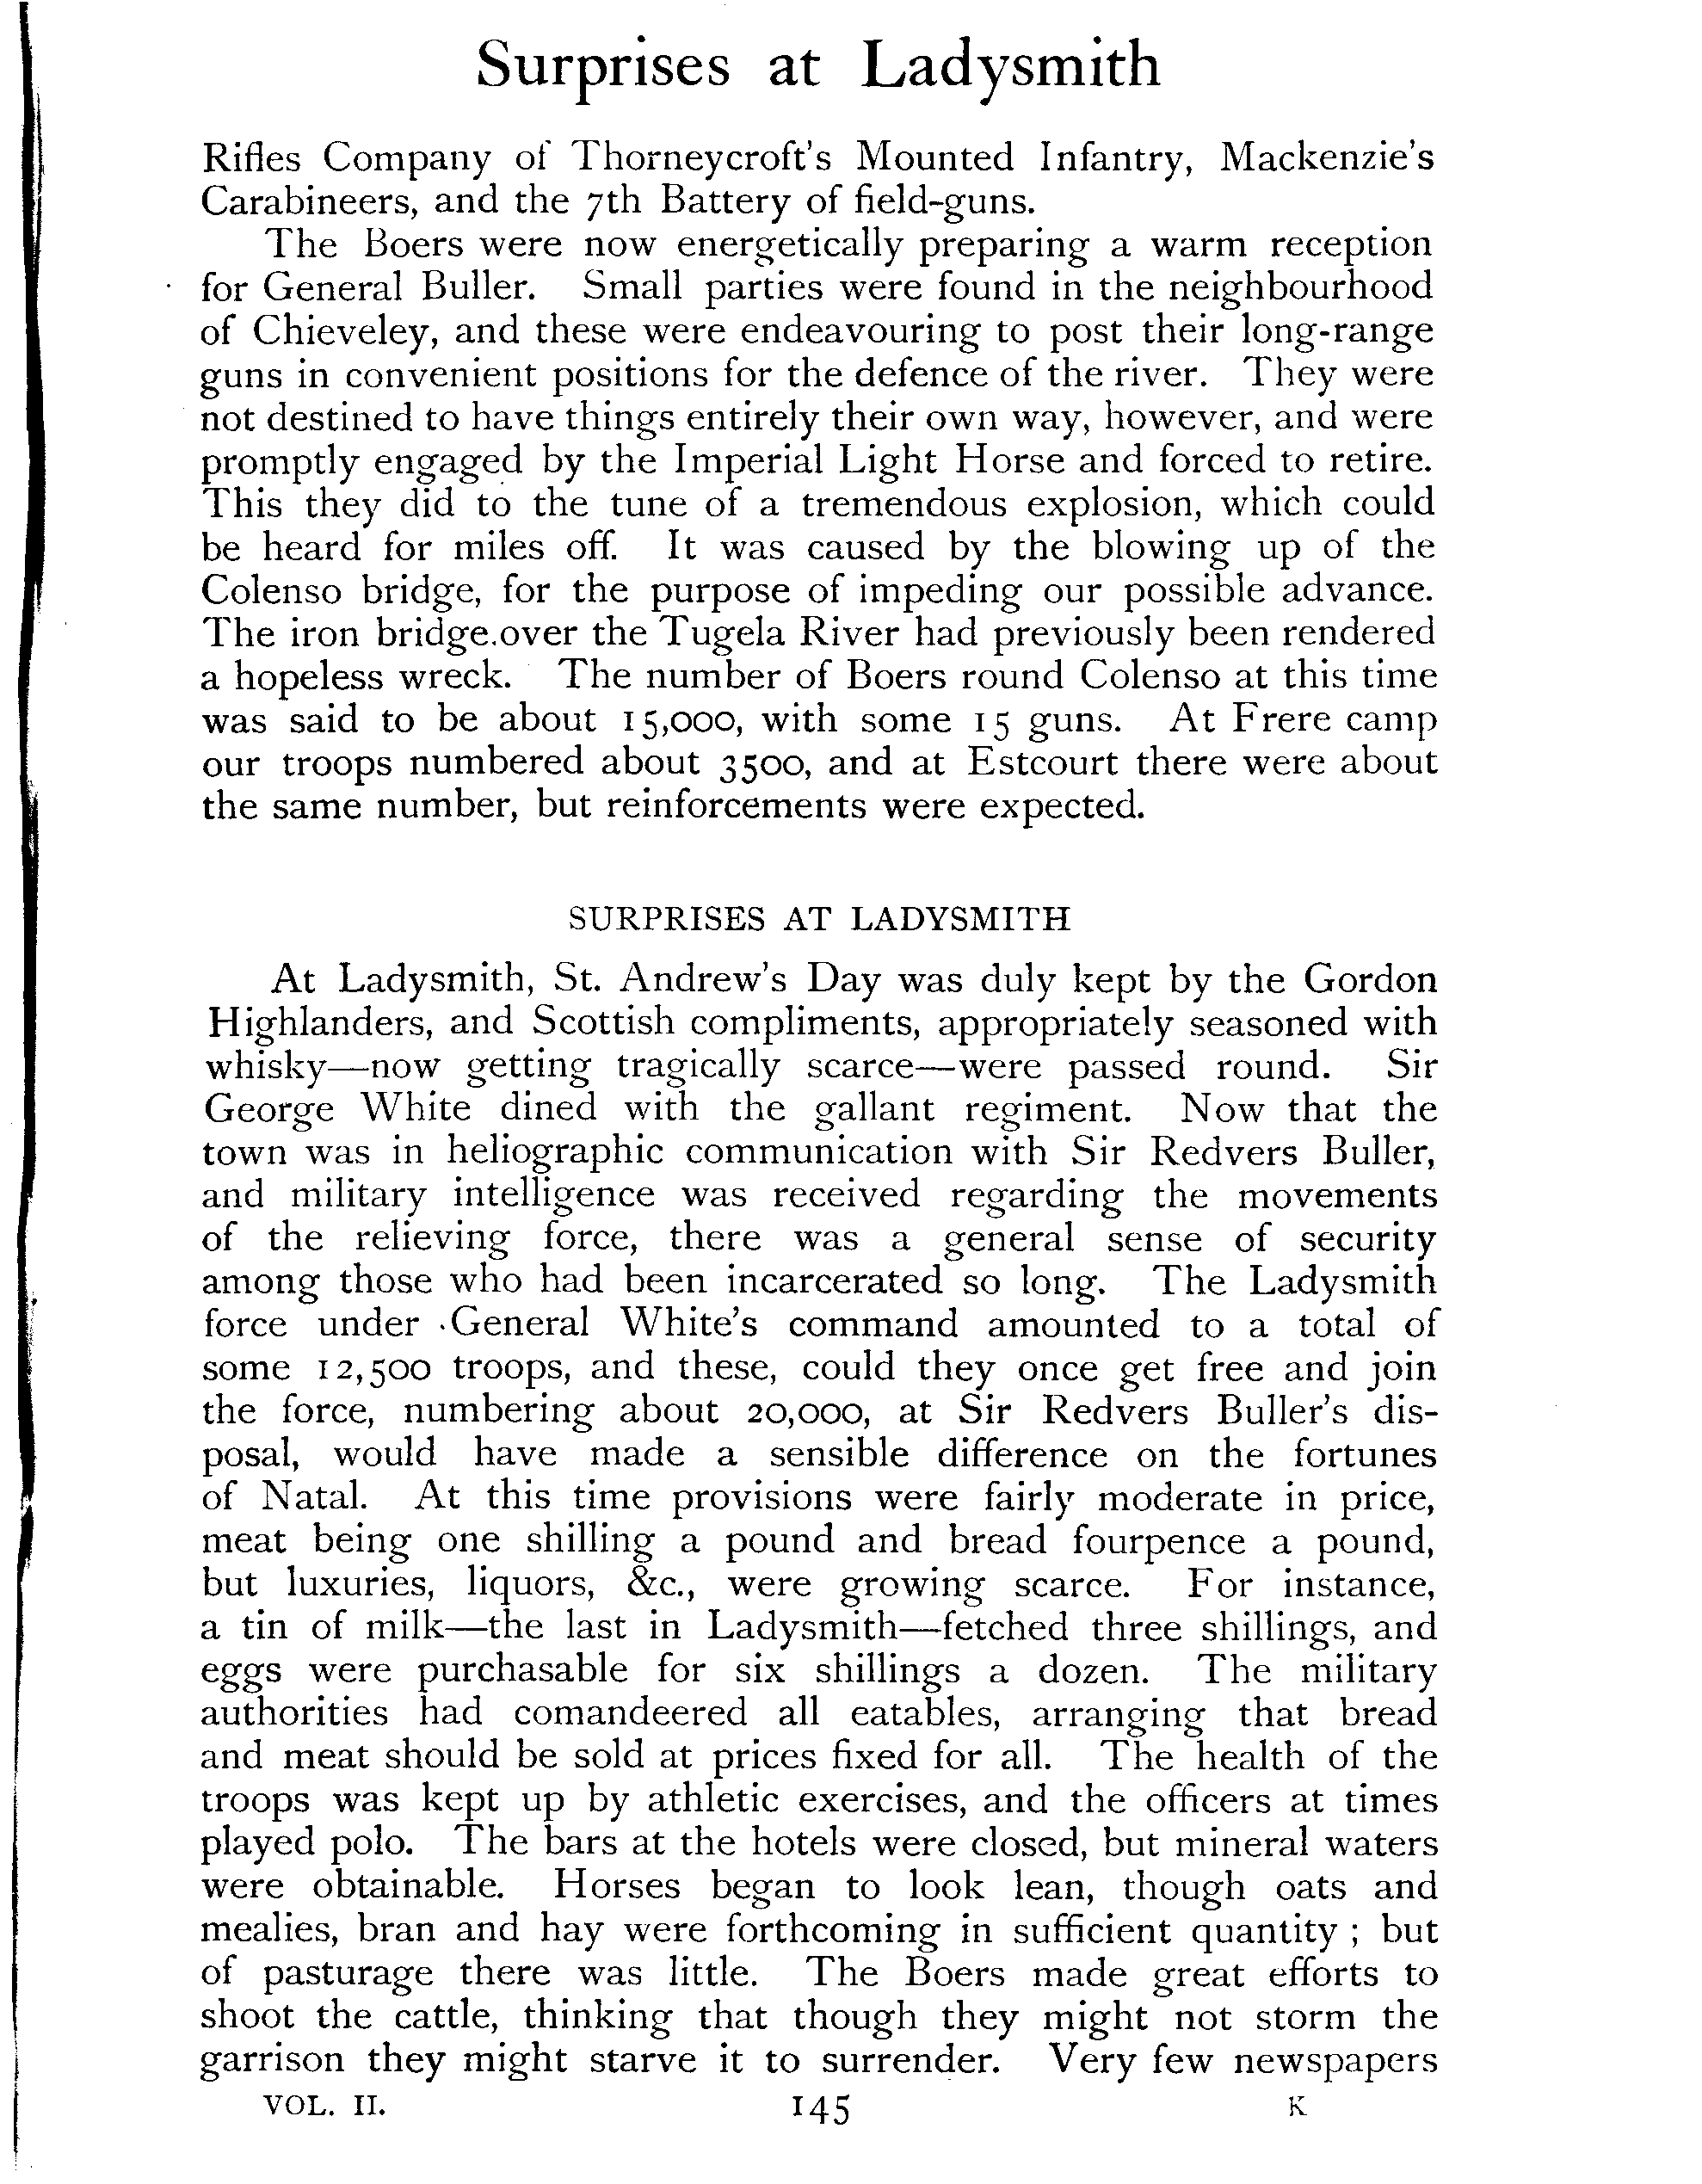 Surprises at Ladysmith
Rifles Company of Thorneycroft's Mounted Infantry, Mackenzie's
Carabineers, and the 7th Battery of field-guns.
The Boers were now energetically preparing a warm reception
for General Buller. Small parties were found in the neighbourhood
of Chieveley, and these were endeavouring to post their long-range
guns in convenient positions for the defence of the river. They were
not destined to have things entirely their own way, however, and were
promptly engaged by the Imperial Light Horse and forced to retire.
This they did to the tune of a tremendous explosion, which could
be heard for miles off. It was caused by the blowing up of the
Colenso bridge, for the purpose of impeding our possible advance.
The iron bridge over the Tugela River had previously been rendered
a hopeless wreck. The number of Boers round Colenso at this time
was said to be about 15,000, with some 15 guns. At Frere camp
our troops numbered about 3500, and at Estcourt there were about
the same number, but reinforcements were expected.
SURPRISES AT LADYSMITH
At Ladysmith, St. Andrew's Day was duly kept by the Gordon
Highlanders, and Scottish compliments, appropriately seasoned with
whisky—now getting tragically scarce—were passed round. Sir
George White dined with the gallant regiment. Now that the
town was in heliographic communication with Sir Redvers Buller,
and military intelligence was received regarding the movements
of the relieving force, there was a general sense of security
among those who had been incarcerated so long. The Ladysmith
force under General White's command amounted to a total of
some 12,500 troops, and these, could they once get free and join
the force, numbering about 20,000, at Sir Redvers Buller's dis-
posal, would have made a sensible difference on the fortunes
of Natal. At this time provisions were fairly moderate in price,
meat being one shilling a pound and bread fourpence a pound,
but luxuries, liquors, &c., were growing scarce. For instance,
a tin of milk—the last in Ladysmith—fetched three shillings, and
eggs were purchasable for six shillings a dozen. The military
authorities had comandeered all eatables, arranging that bread
and meat should be sold at prices fixed for all. The health of the
troops was kept up by athletic exercises, and the officers at times
played polo. The bars at the hotels were closed, but mineral waters
were obtainable. Horses began to look lean, though oats and
mealies, bran and hay were forthcoming in sufficient quantity ; but
of pasturage there was little. The Boers made great efforts to
shoot the cattle, thinking that though they might not storm the
garrison they might starve it to surrender. Very few newspapers
VOL. II. 145 K